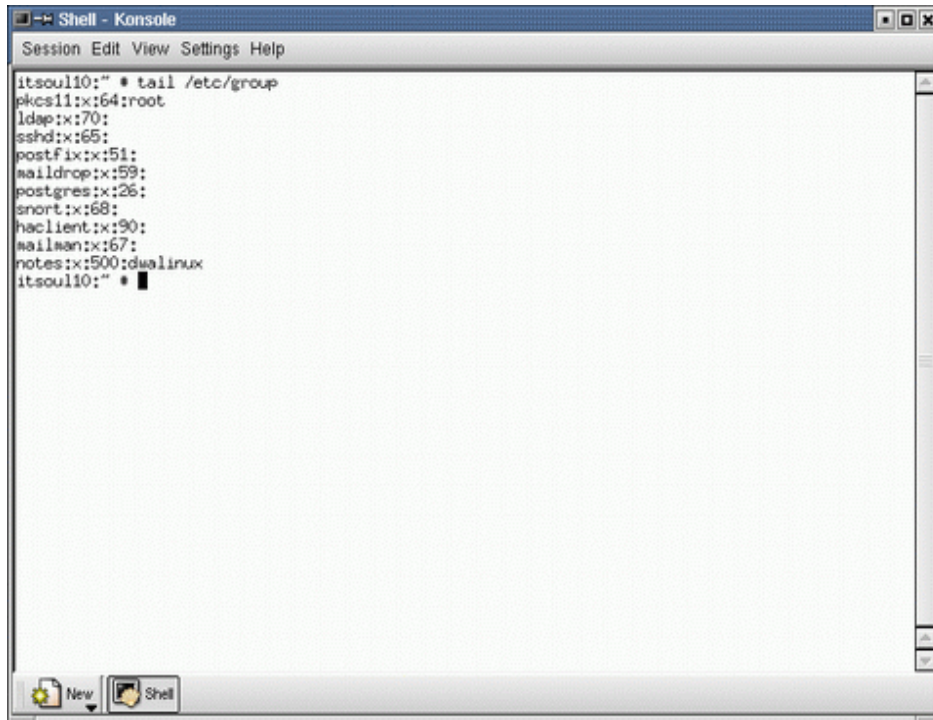 Shell - Konsole
Session Edit View Settings Help
itsoul10:~ # tail /etc/group
pkcs11:x:64:root
ldap:x:70:
sshd:x:65:
postfix:x:51:
maildrop:x:59:
postgres:x:26:
snort:x:68:
haclient:x:90:
mailman:x:67:
notes:x:500:dwalinux
itsoul10:~ #
New
Shell